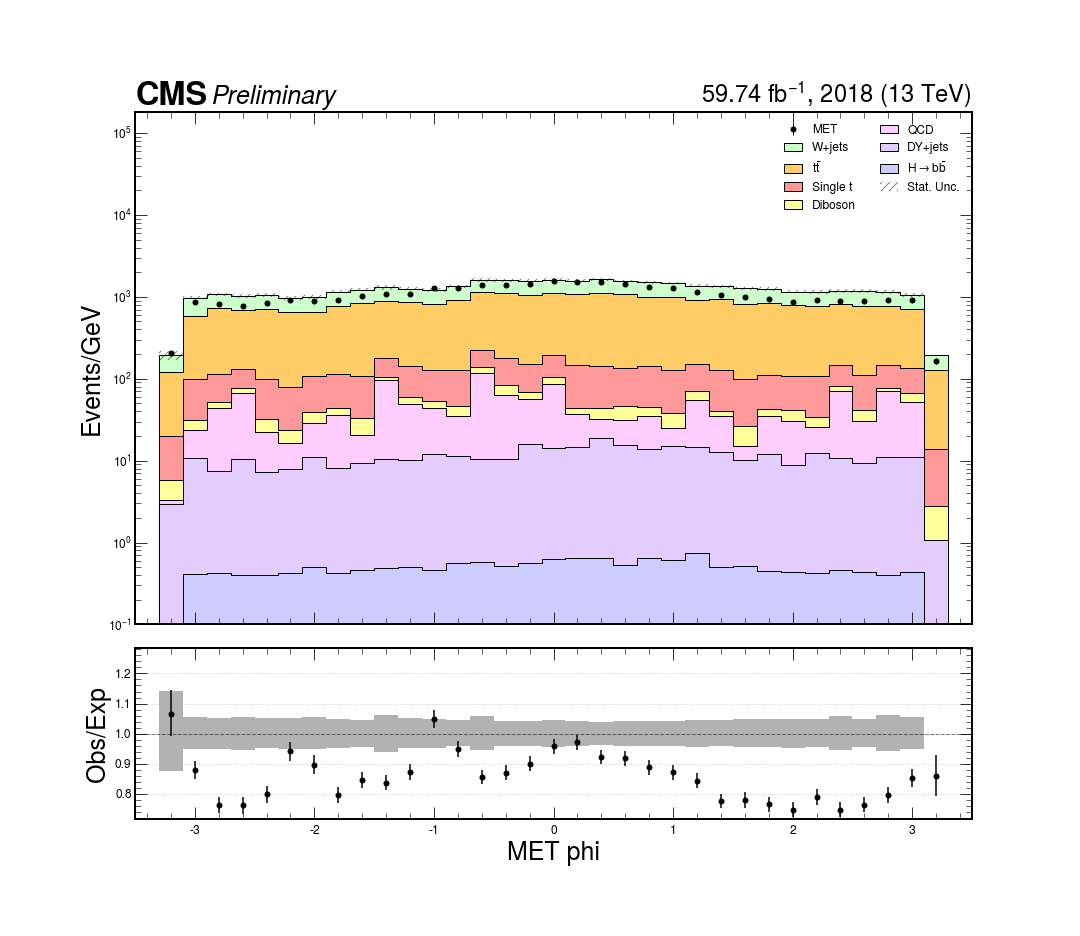 CMS Preliminary 59.74 fb⁻¹, 2018 (13 TeV)
MET QCD
W+jets DY+jets
tt̄ H→bb̄
Single t Stat. Unc.
Diboson
10⁵
10⁴
10³
10²
10¹
10⁰
10⁻¹
Events/GeV
1.2
1.1
1.0
0.9
0.8
Obs/Exp
-3 -2 -1 0 1 2 3
MET phi